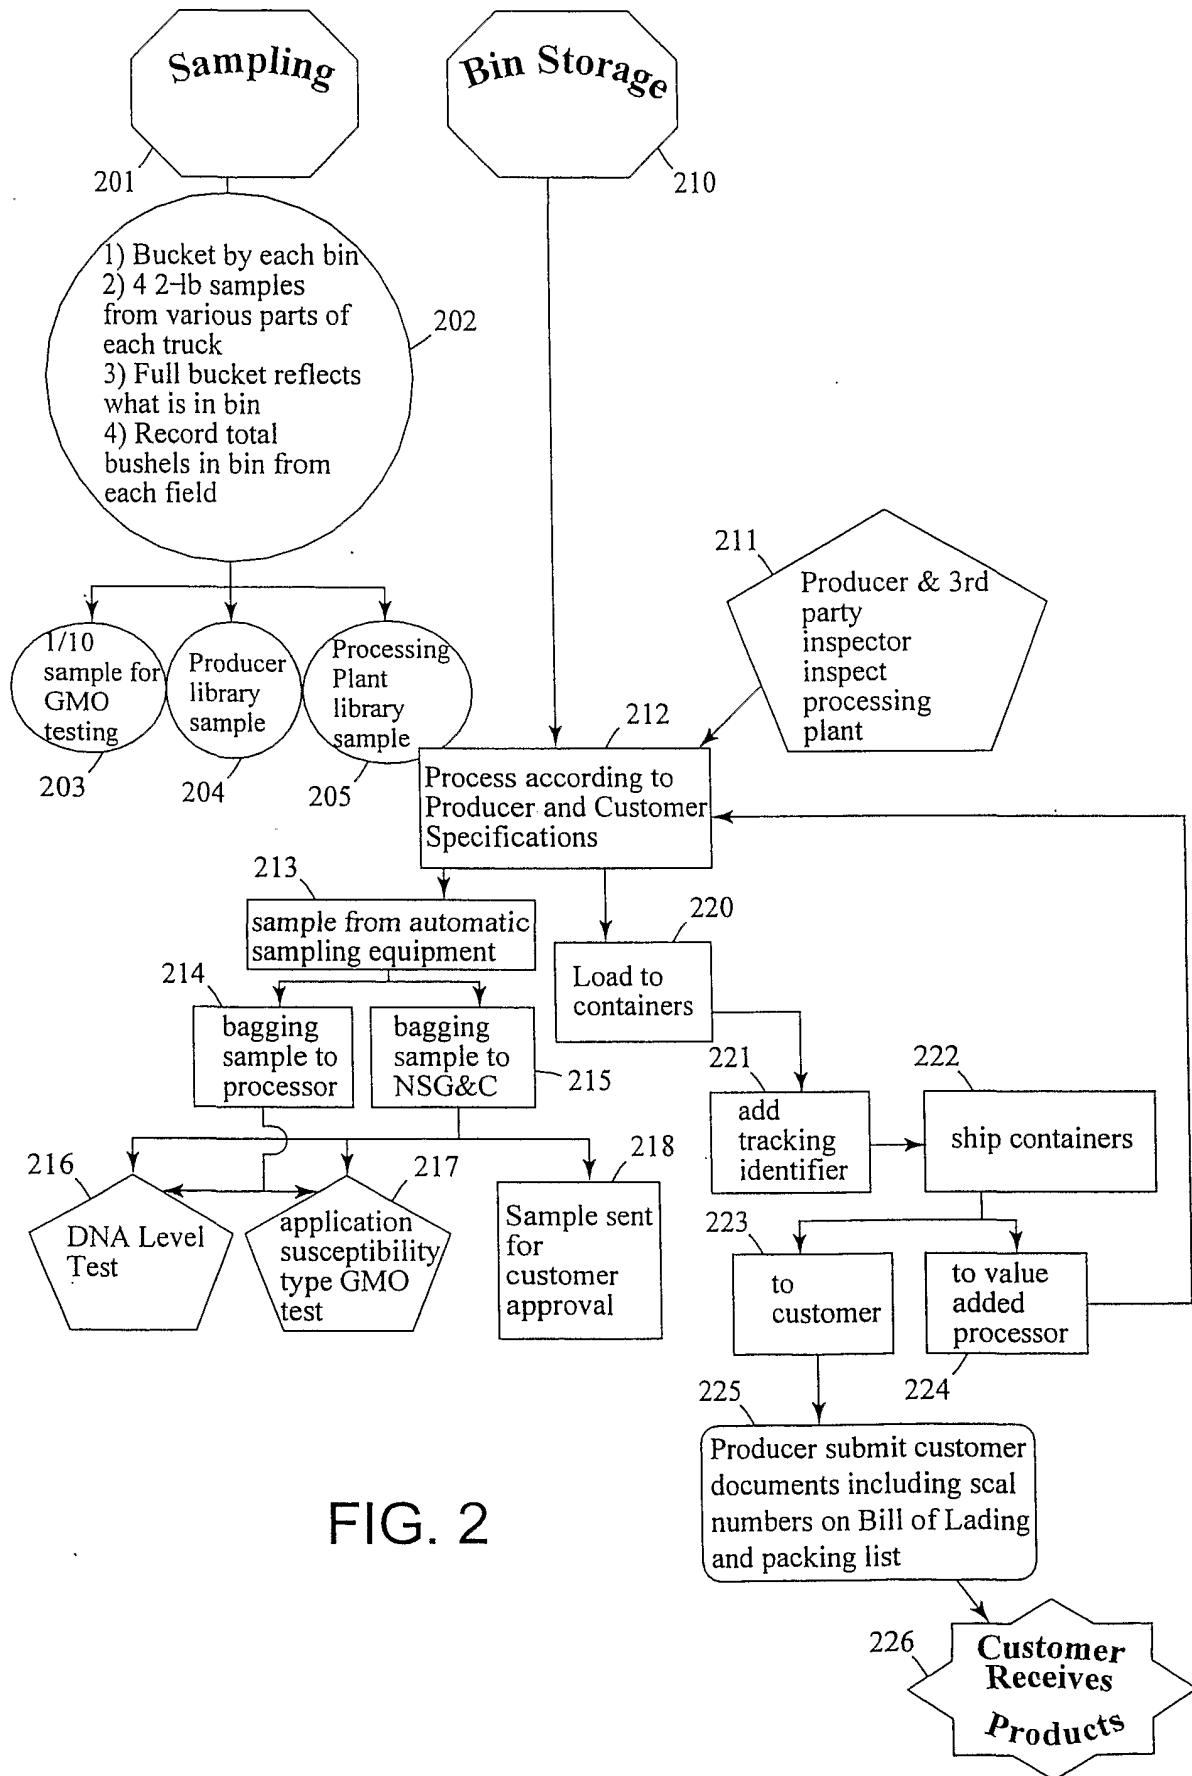 Sampling
Bin Storage
201
210
1) Bucket by each bin
2) 4 2-lb samples
from various parts of
each truck
3) Full bucket reflects
what is in bin
4) Record total
bushels in bin from
each field
202
211
Producer & 3rd
party
inspector
inspect
processing
plant
1/10
sample for
GMO
testing
203
Producer
library
sample
204
Processing
Plant
library
sample
205
212
Process according to
Producer and Customer
Specifications
213
sample from automatic
sampling equipment
220
Load to
containers
214
bagging
sample to
processor
bagging
sample to
NSG&C
215
221
add
tracking
identifier
222
ship containers
216
DNA Level
Test
217
application
susceptibility
type GMO
test
218
Sample sent
for
customer
approval
223
to
customer
to value
added
processor
224
225
Producer submit customer
documents including scal
numbers on Bill of Lading
and packing list
FIG. 2
226
Customer
Receives
Products